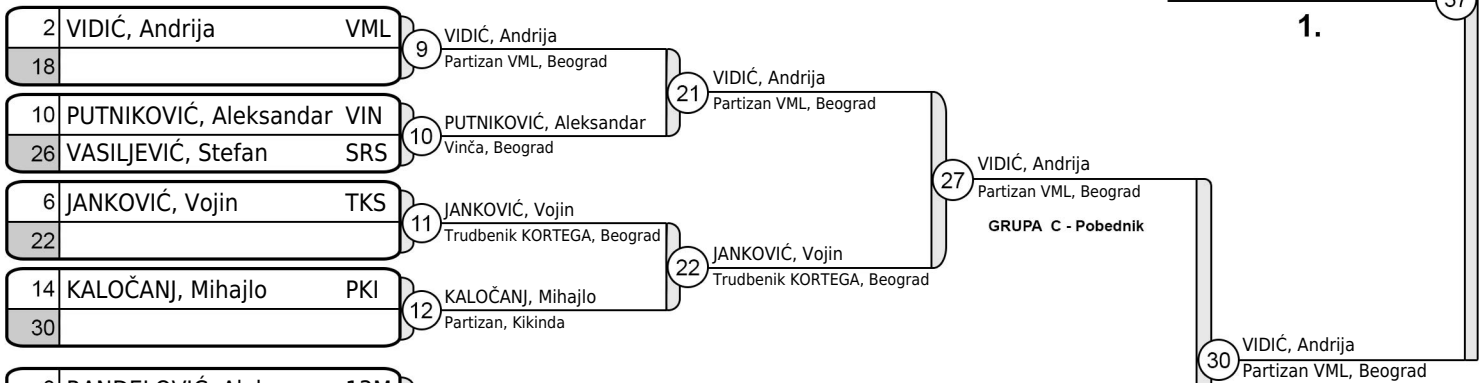 37
1.
2 VIDIĆ, Andrija VML
18
9
VIDIĆ, Andrija
Partizan VML, Beograd
10 PUTNIKOVIĆ, Aleksandar VIN
26 VASILJEVIĆ, Stefan SRS
10
PUTNIKOVIĆ, Aleksandar
Vinča, Beograd
21
VIDIĆ, Andrija
Partizan VML, Beograd
6 JANKOVIĆ, Vojin TKS
22
11
JANKOVIĆ, Vojin
Trudbenik KORTEGA, Beograd
14 KALOČANJ, Mihajlo PKI
30
12
KALOČANJ, Mihajlo
Partizan, Kikinda
22
JANKOVIĆ, Vojin
Trudbenik KORTEGA, Beograd
27
VIDIĆ, Andrija
Partizan VML, Beograd
GRUPA C - Pobednik
30
VIDIĆ, Andrija
Partizan VML, Beograd